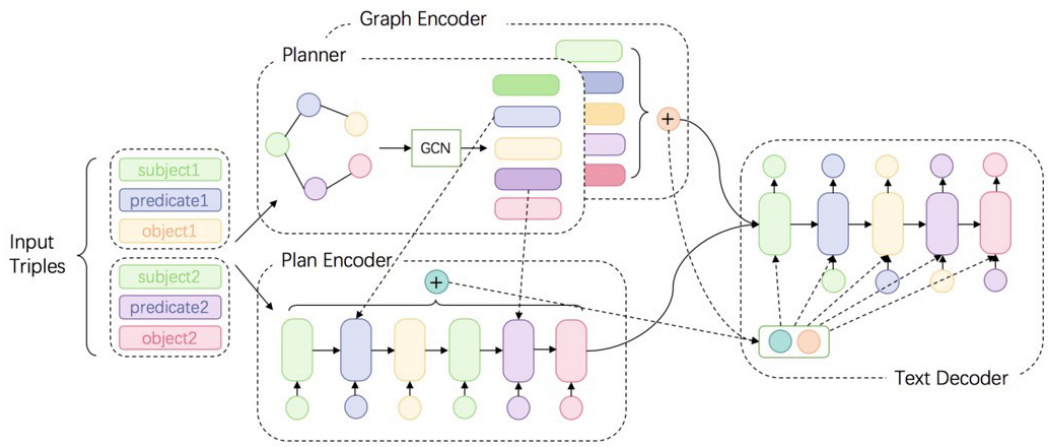 Graph Encoder
Planner
GCN
+
Input
Triples
subject1
predicate1
object1
subject2
predicate2
object2
Plan Encoder
+
Text Decoder